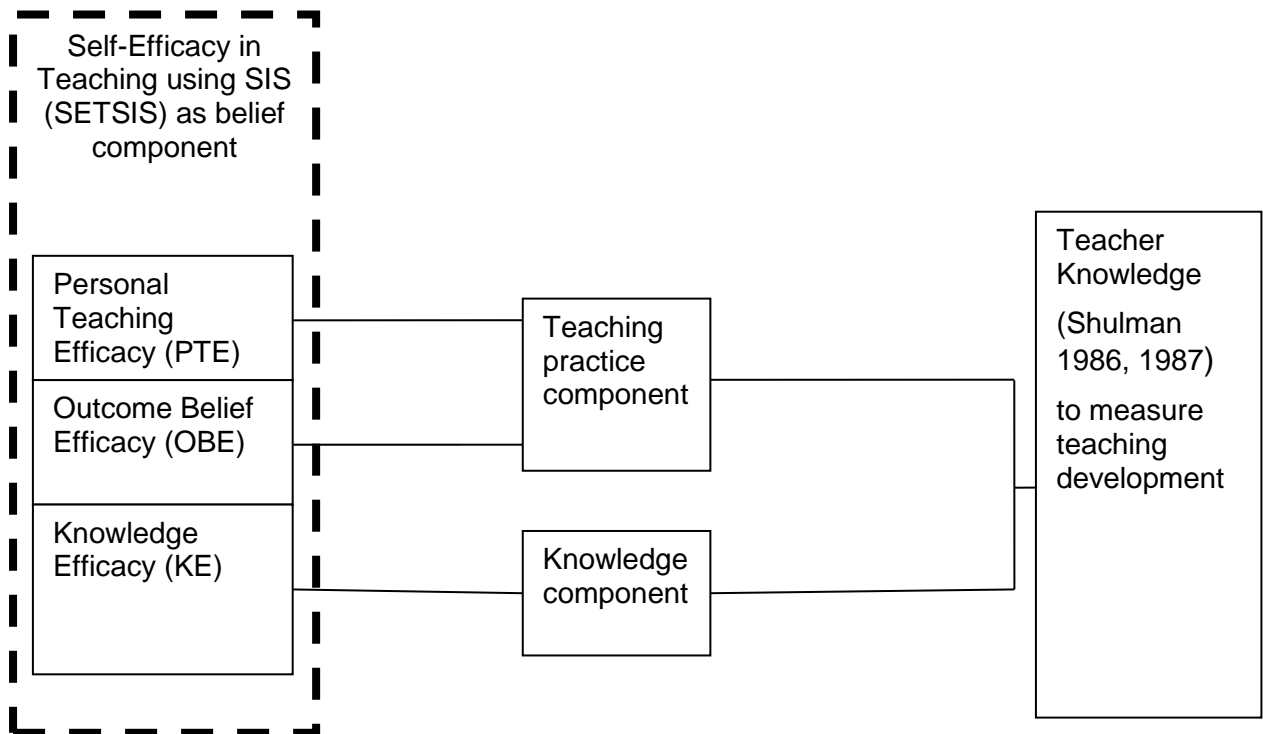 Self-Efficacy in
Teaching using SIS
(SETSIS) as belief
component
Personal
Teaching
Efficacy (PTE)
Outcome Belief
Efficacy (OBE)
Knowledge
Efficacy (KE)
Teaching
practice
component
Knowledge
component
Teacher
Knowledge
(Shulman
1986, 1987)
to measure
teaching
development